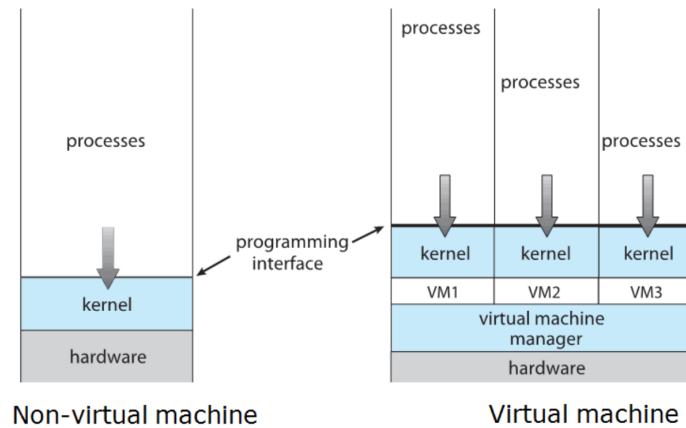 processes
kernel
hardware
Non-virtual machine
programming
interface
processes
processes
processes
kernel
kernel
kernel
VM1
VM2
VM3
virtual machine
manager
hardware
Virtual machine